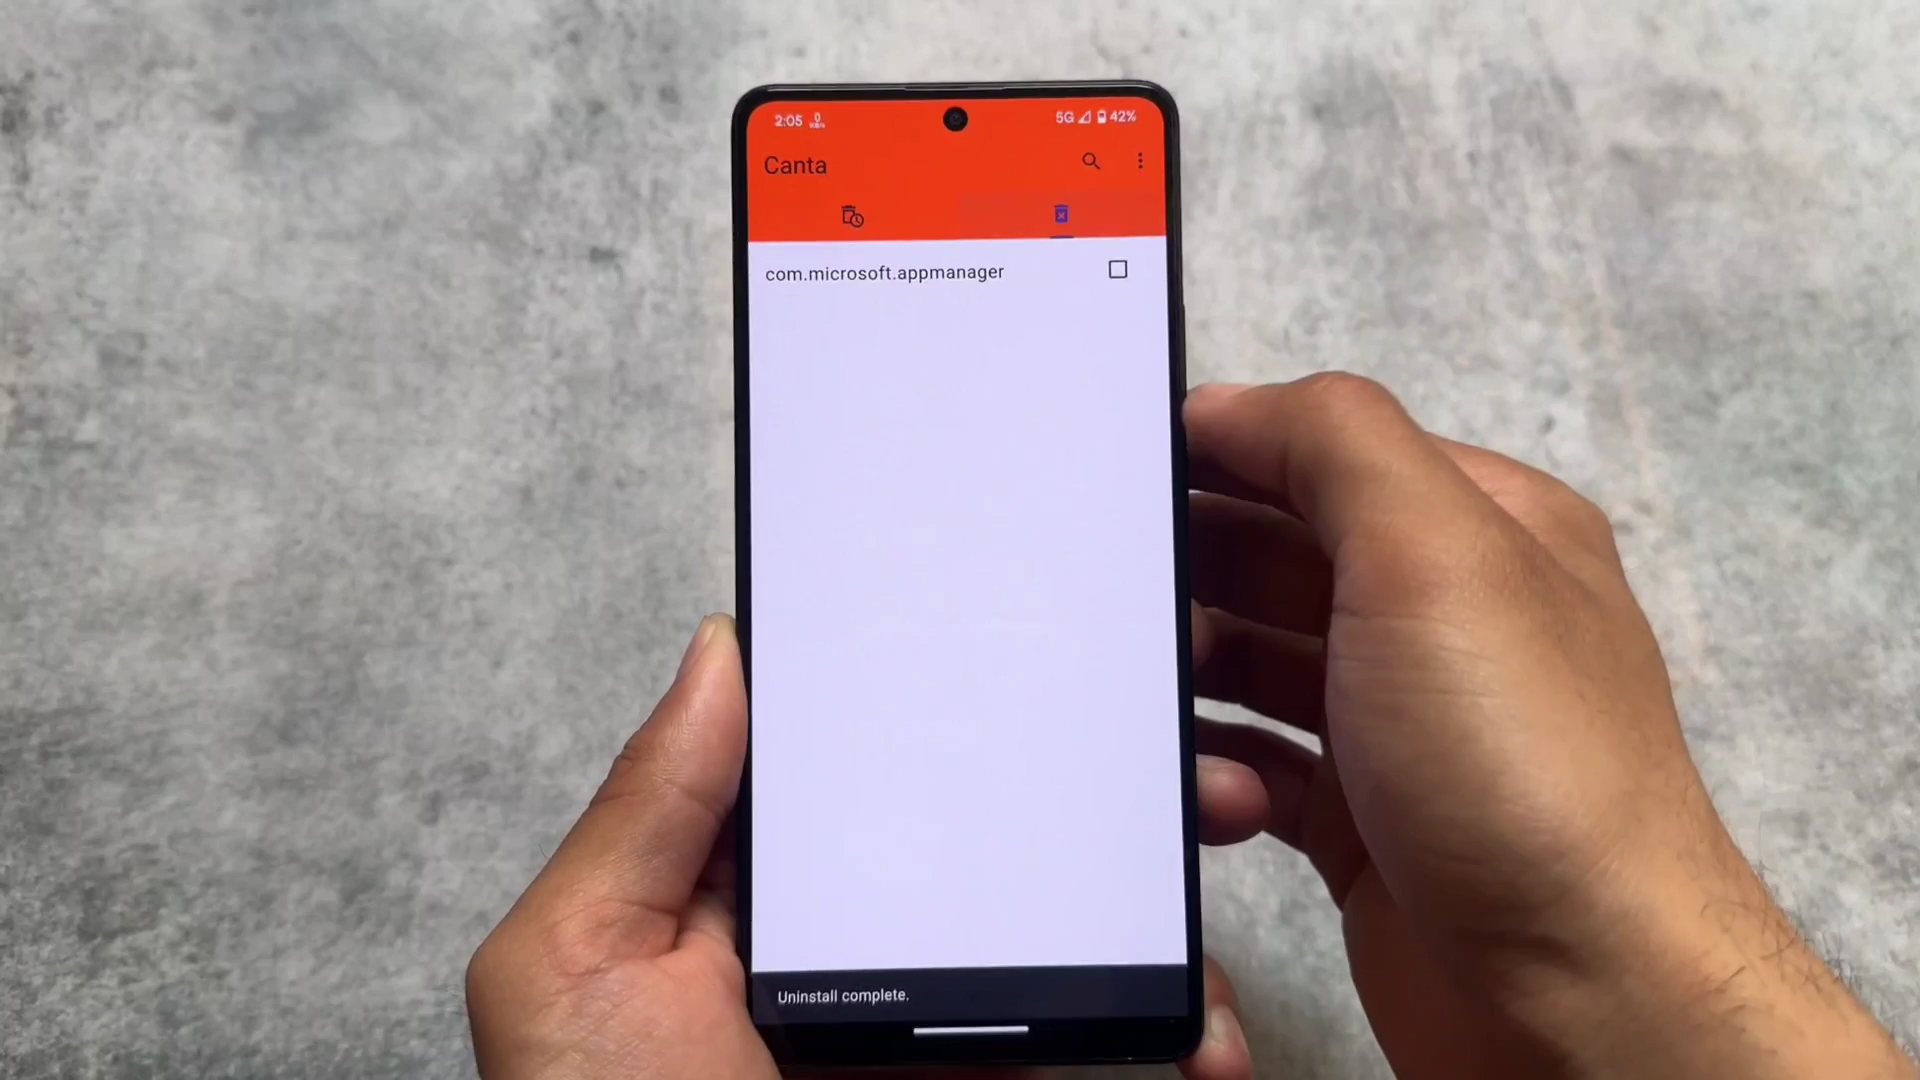 2:05
5G 42%
Canta
com.microsoft.appmanager
Uninstall complete.